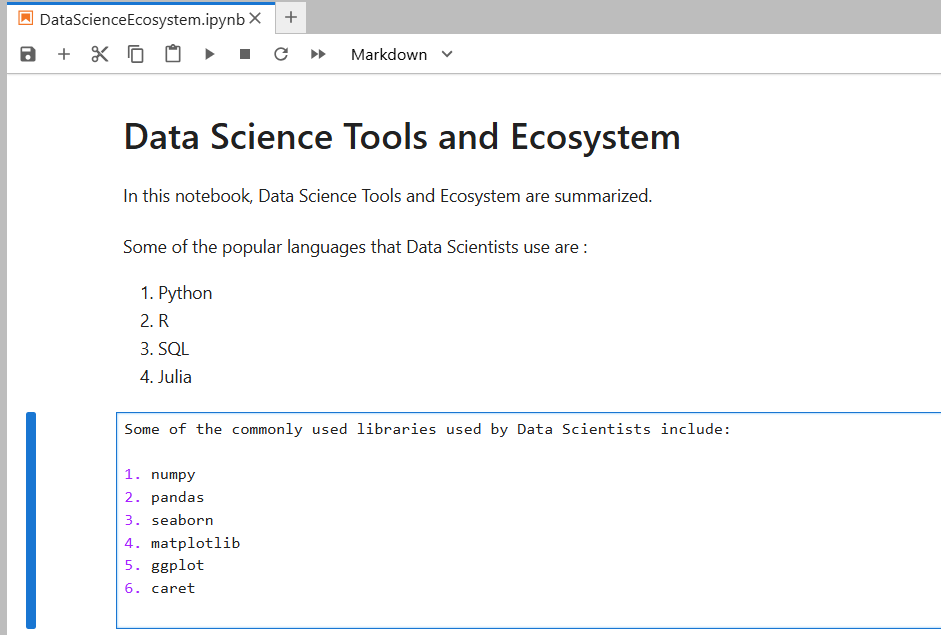 DataScienceEcosystem.ipynb
Markdown
Data Science Tools and Ecosystem
In this notebook, Data Science Tools and Ecosystem are summarized.
Some of the popular languages that Data Scientists use are :
1. Python
2. R
3. SQL
4. Julia
Some of the commonly used libraries used by Data Scientists include:
1. numpy
2. pandas
3. seaborn
4. matplotlib
5. ggplot
6. caret